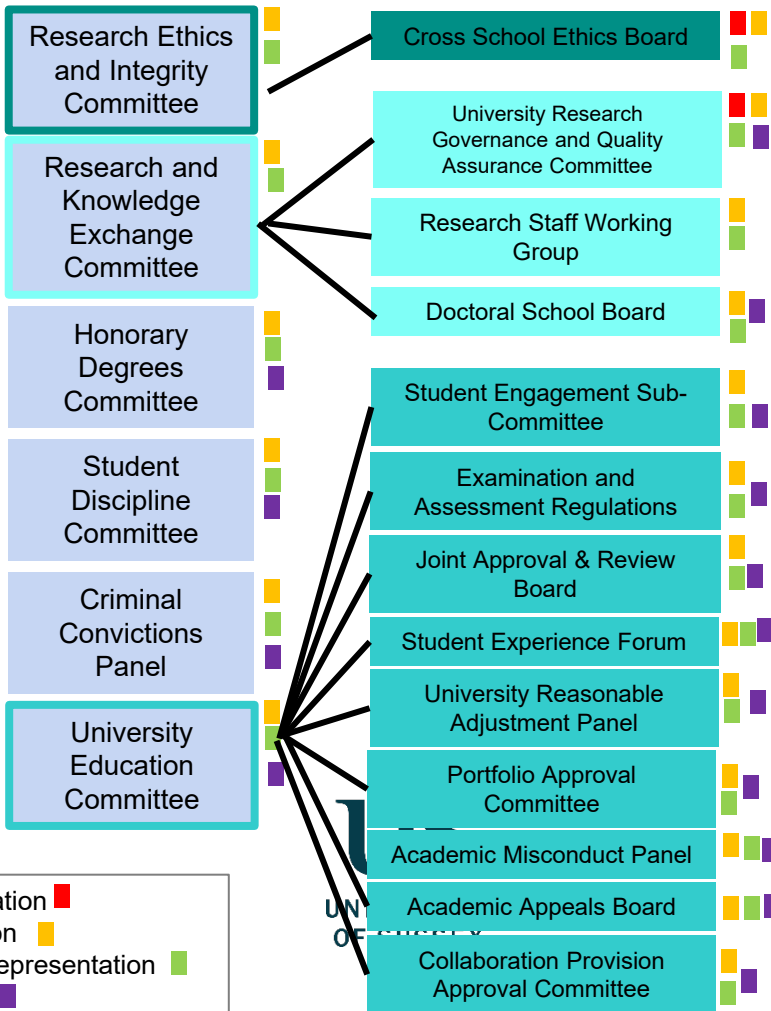 Research Ethics
and Integrity
Committee
Cross School Ethics Board
Research and
Knowledge
Exchange
Committee
University Research
Governance and Quality
Assurance Committee
Research Staff Working
Group
Doctoral School Board
Honorary
Degrees
Committee
Student
Discipline
Committee
Criminal
Convictions
Panel
University
Education
Committee
Student Engagement Sub-
Committee
Examination and
Assessment Regulations
Joint Approval & Review
Board
Student Experience Forum
University Reasonable
Adjustment Panel
Portfolio Approval
Committee
Academic Misconduct Panel
Academic Appeals Board
Collaboration Provision
Approval Committee
ation
on
epresentation
UN
OF